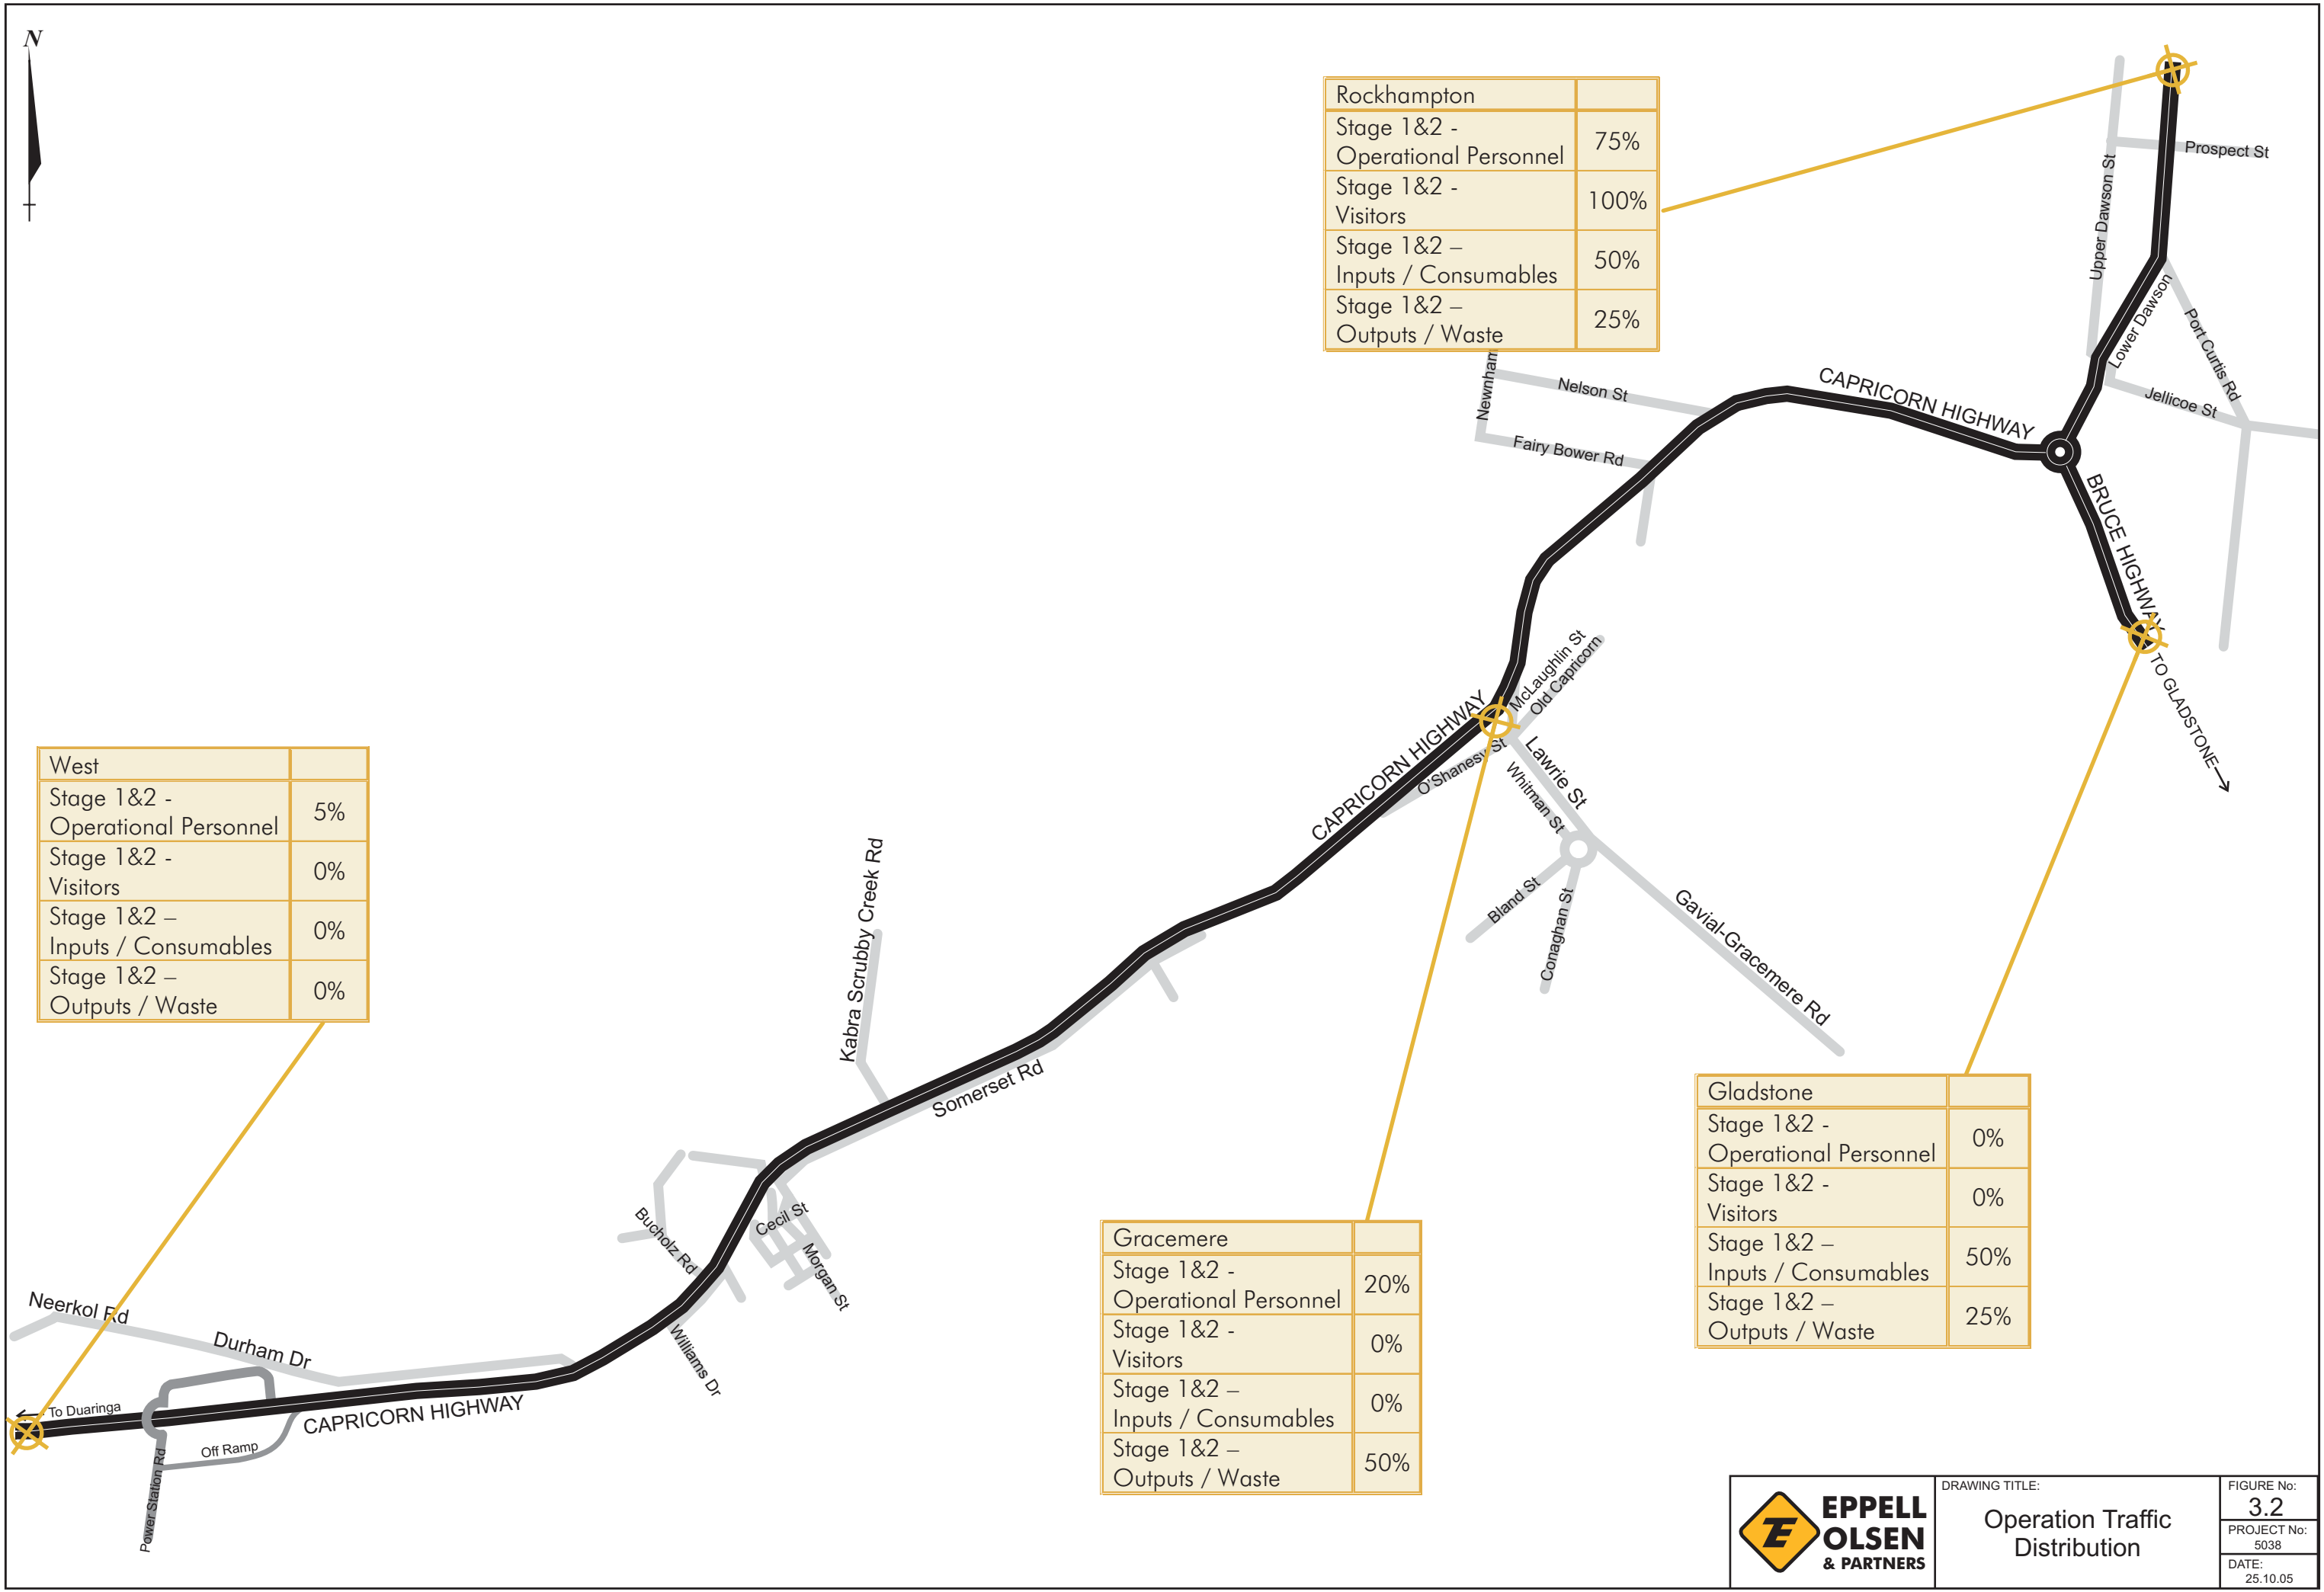 N
Rockhampton
Stage 1&2 -
Operational Personnel
75%
Stage 1&2 -
Visitors
100%
Stage 1&2 –
Inputs / Consumables
50%
Stage 1&2 –
Outputs / Waste
25%
Prospect St
Upper Dawson St
Lower Dawson
Port Curtis Rd
Jellicoe St
Newnham
Nelson St
Fairy Bower Rd
CAPRICORN HIGHWAY
BRUCE HIGHWAY
TO GLADSTONE
McLaughlin St
Old Capricorn
CAPRICORN HIGHWAY
O'Shanesy St
Lawrie St
Whitman St
Bland St
Conaghan St
Gavial-Gracemere Rd
West
Stage 1&2 -
Operational Personnel
5%
Stage 1&2 -
Visitors
0%
Stage 1&2 –
Inputs / Consumables
0%
Stage 1&2 –
Outputs / Waste
0%
Kabra Scrubby Creek Rd
Somerset Rd
Bucholz Rd
Cecil St
Morgan St
Williams Dr
Neerkol Rd
Durham Dr
To Duaringa
CAPRICORN HIGHWAY
Off Ramp
Power Station Rd
Gracemere
Stage 1&2 -
Operational Personnel
20%
Stage 1&2 -
Visitors
0%
Stage 1&2 –
Inputs / Consumables
0%
Stage 1&2 –
Outputs / Waste
50%
Gladstone
Stage 1&2 -
Operational Personnel
0%
Stage 1&2 -
Visitors
0%
Stage 1&2 –
Inputs / Consumables
50%
Stage 1&2 –
Outputs / Waste
25%
E
EPPELL
OLSEN
& PARTNERS
DRAWING TITLE:
Operation Traffic
Distribution
FIGURE No:
3.2
PROJECT No:
5038
DATE:
25.10.05